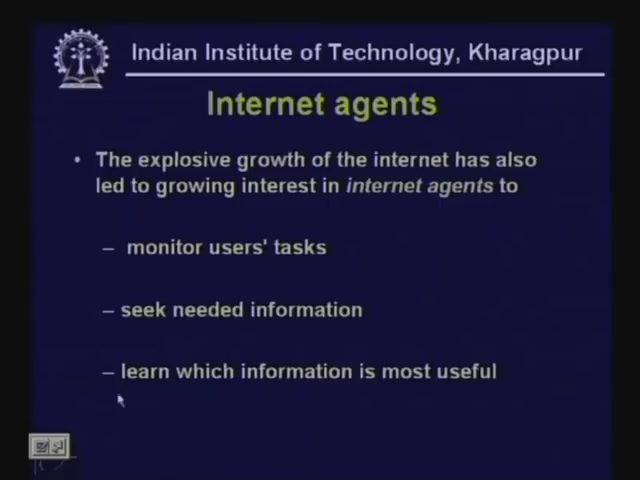 Indian Institute of Technology, Kharagpur
Internet agents
• The explosive growth of the internet has also
led to growing interest in internet agents to
– monitor users' tasks
– seek needed information
– learn which information is most useful